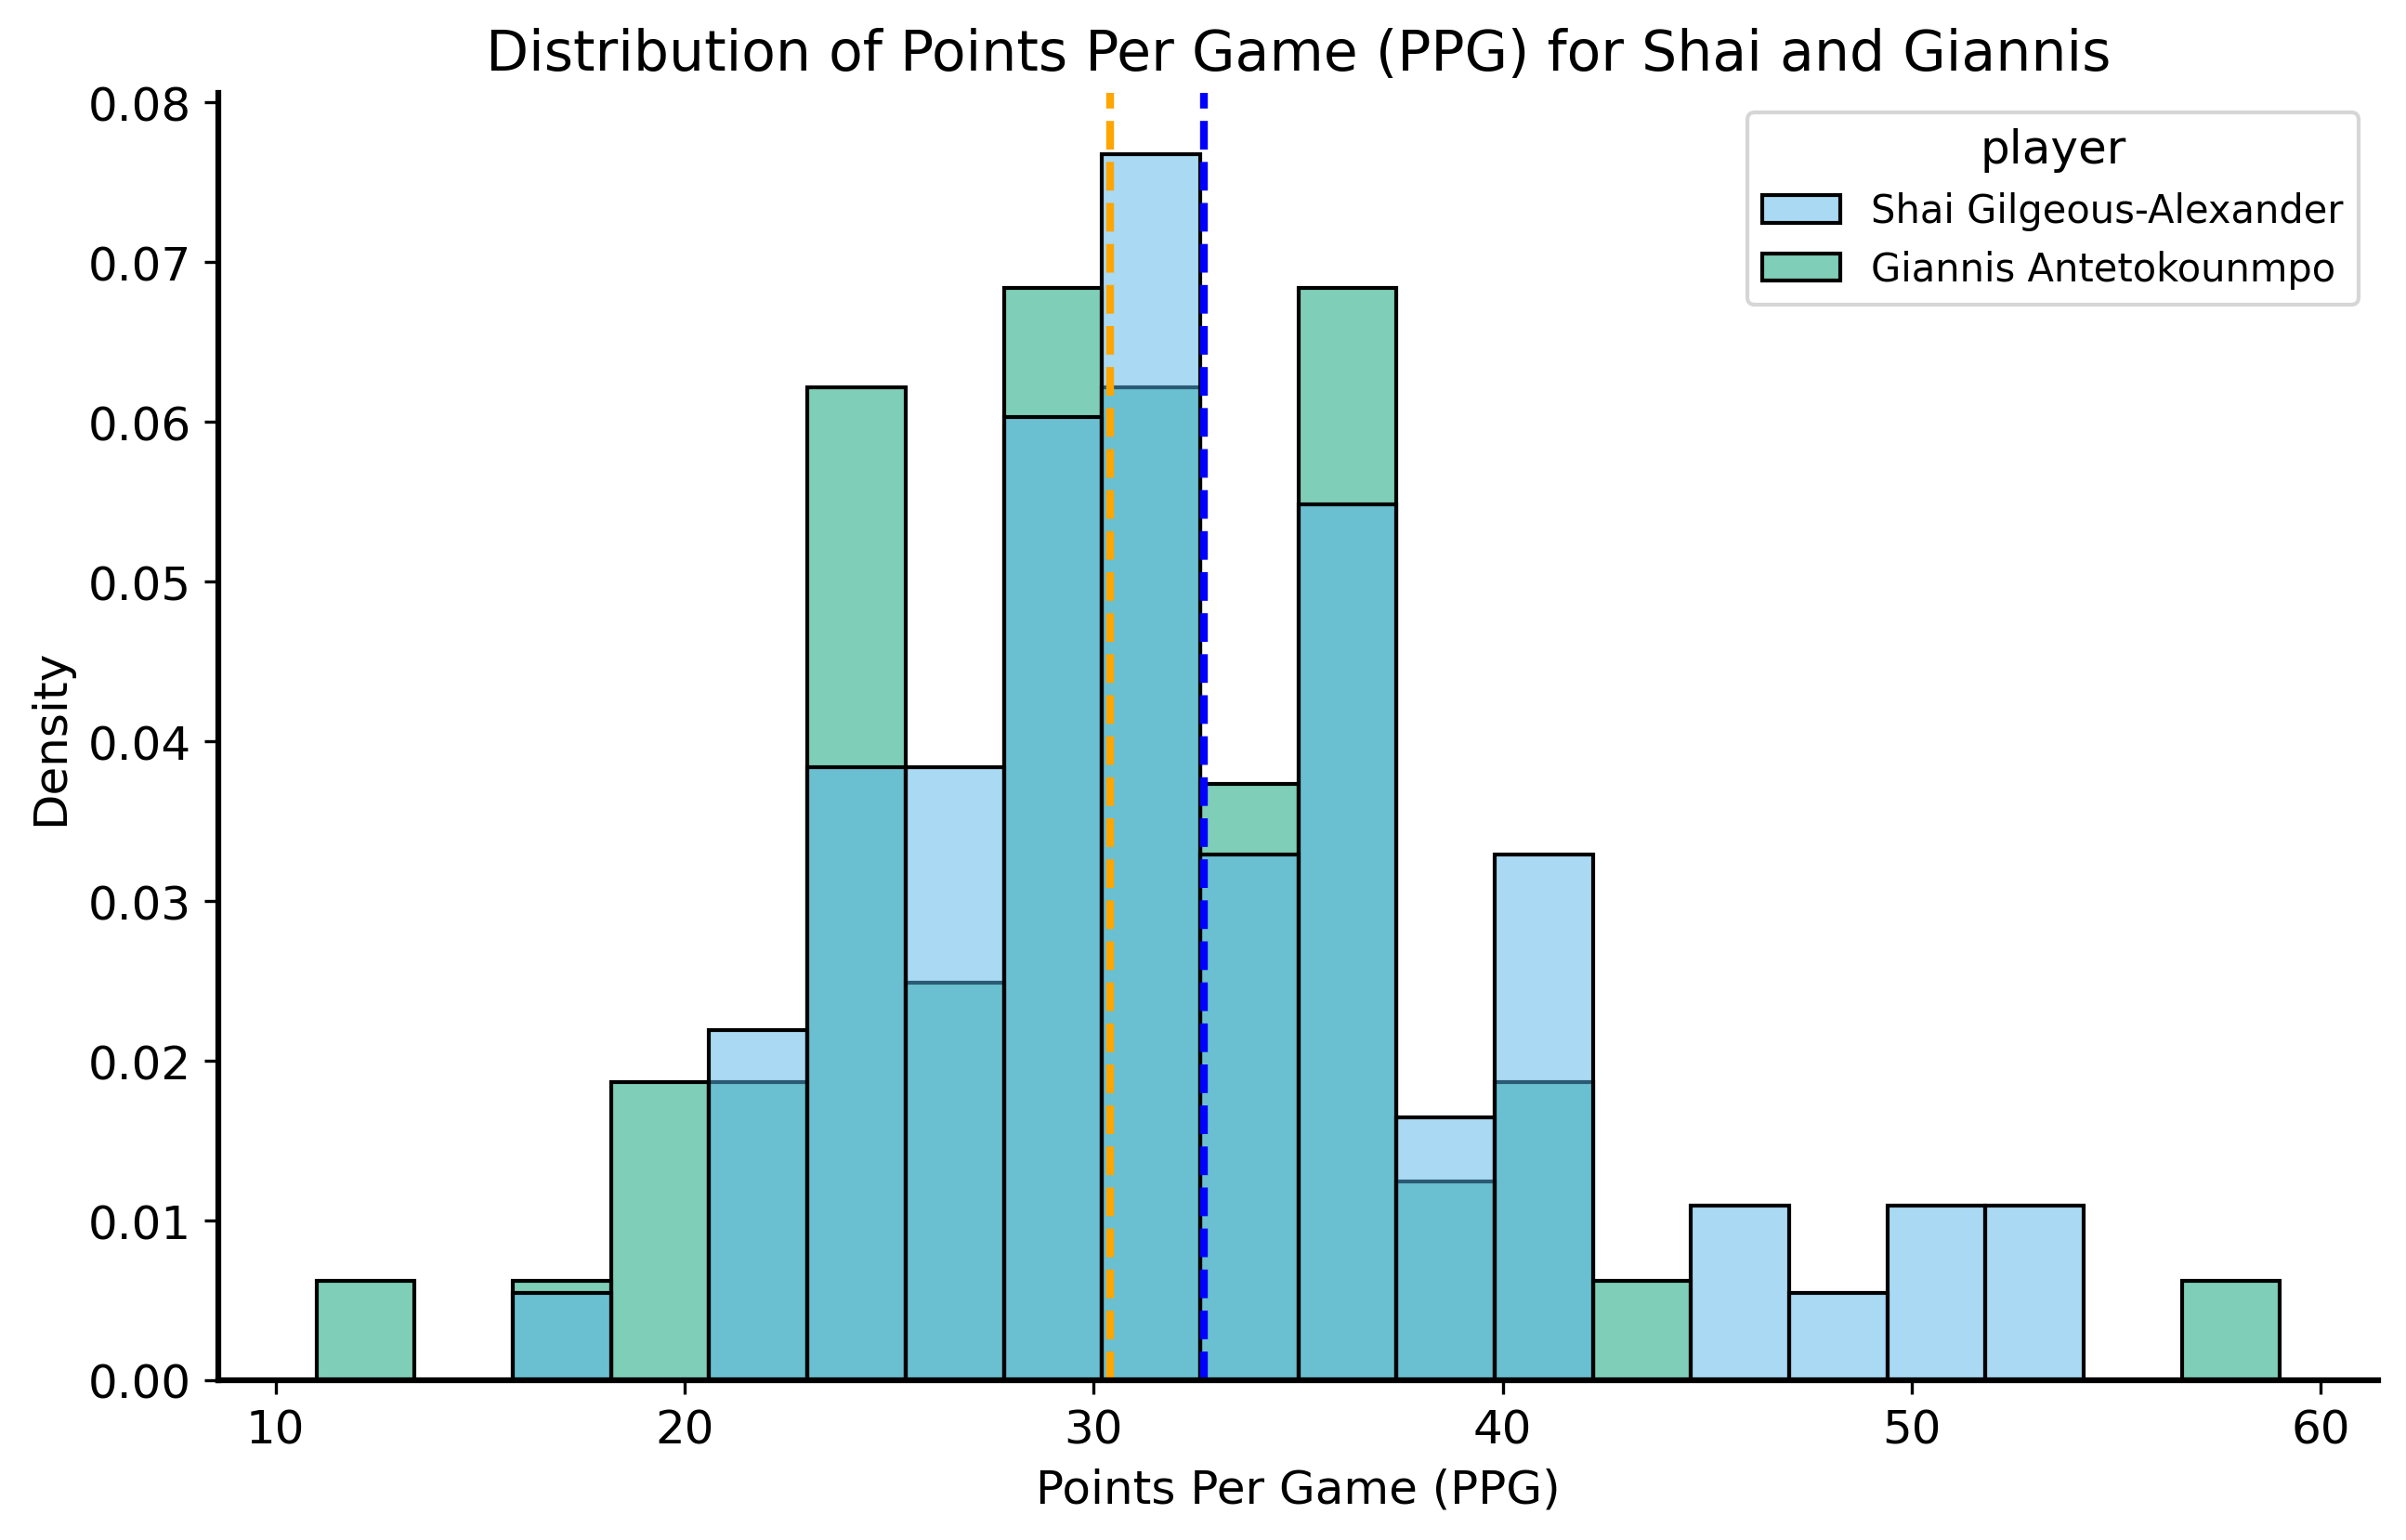 Distribution of Points Per Game (PPG) for Shai and Giannis
player
Shai Gilgeous-Alexander
Giannis Antetokounmpo
Density
0.08
0.07
0.06
0.05
0.04
0.03
0.02
0.01
0.00
10 20 30 40 50 60
Points Per Game (PPG)